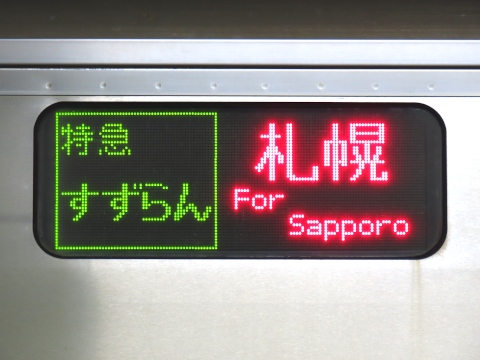 特急
すずらん
札幌
For
Sapporo